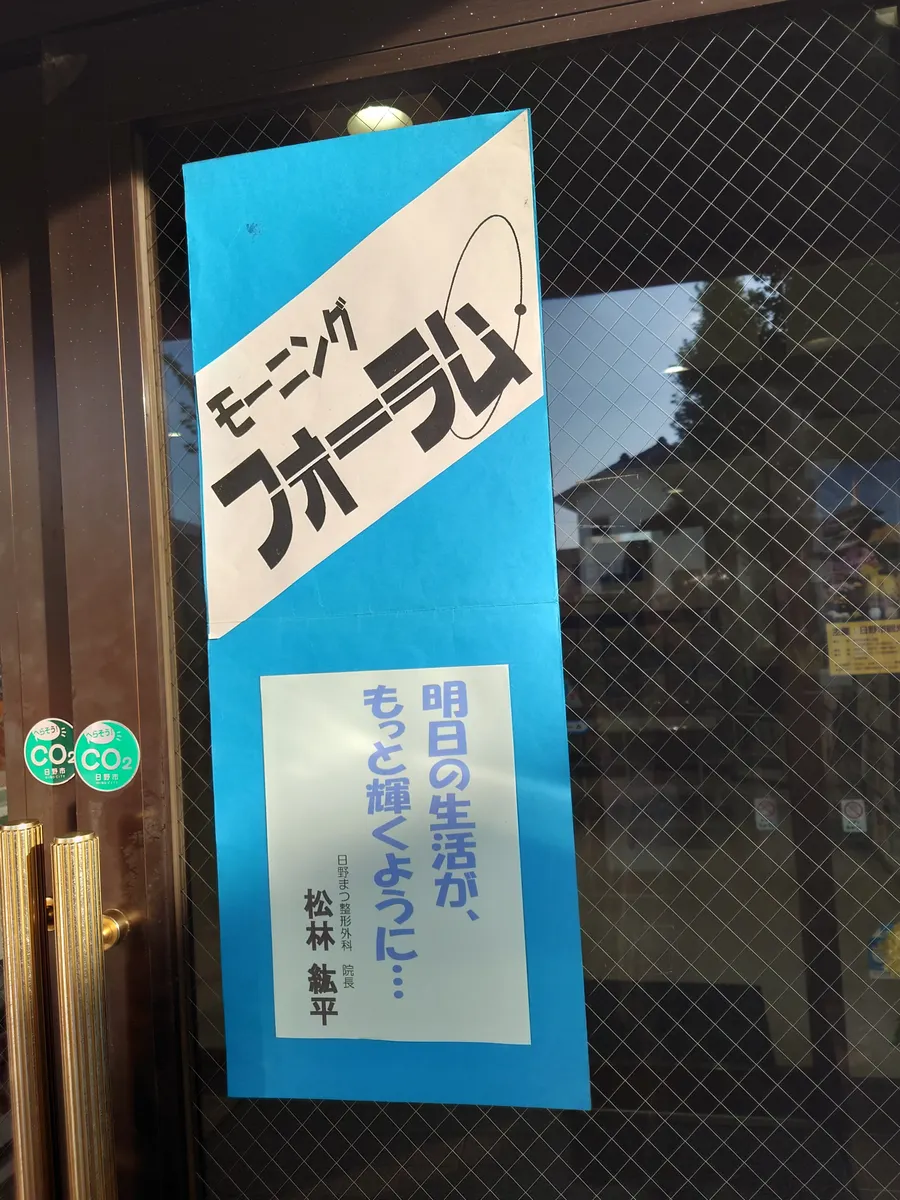 モーニング
フォーラム
明日の生活が、
もっと輝くように…
日野まつ整形外科 院長
松林 紘平
へらそう!
CO2
日野市
へらそう!
CO2
日野市